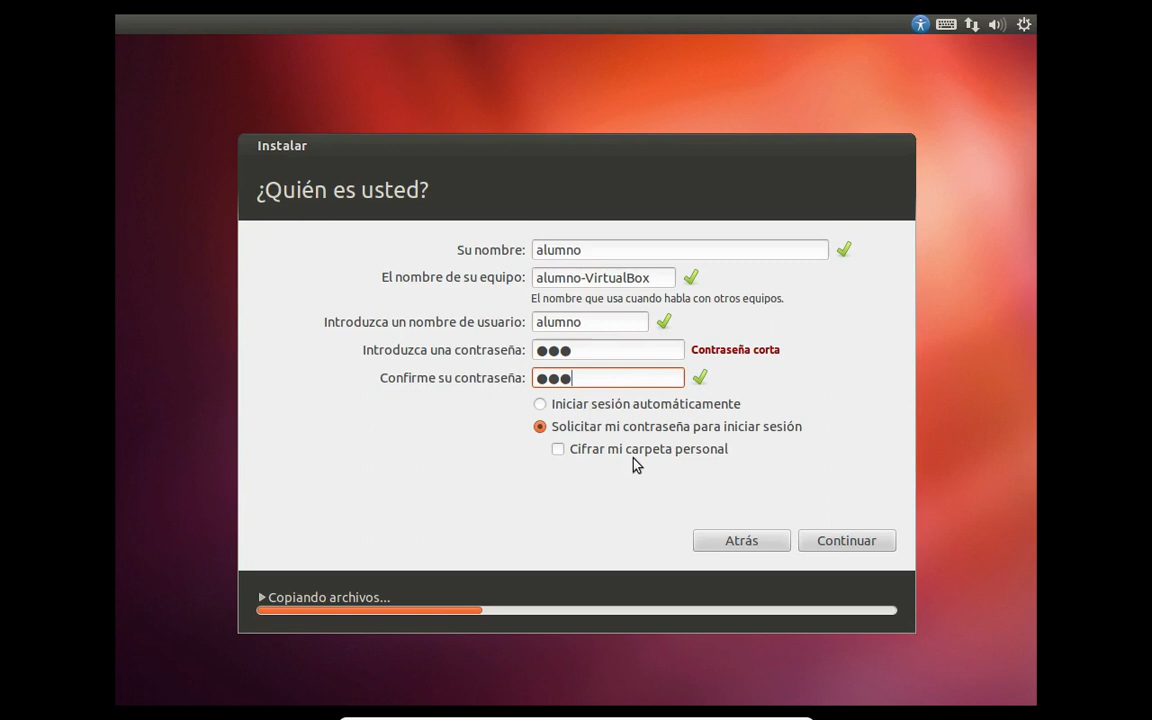 Instalar
¿Quién es usted?
Su nombre: alumno
El nombre de su equipo: alumno-VirtualBox
El nombre que usa cuando habla con otros equipos.
Introduzca un nombre de usuario: alumno
Introduzca una contraseña: ●●● Contraseña corta
Confirme su contraseña: ●●●
Iniciar sesión automáticamente
Solicitar mi contraseña para iniciar sesión
Cifrar mi carpeta personal
Atrás Continuar
Copiando archivos...